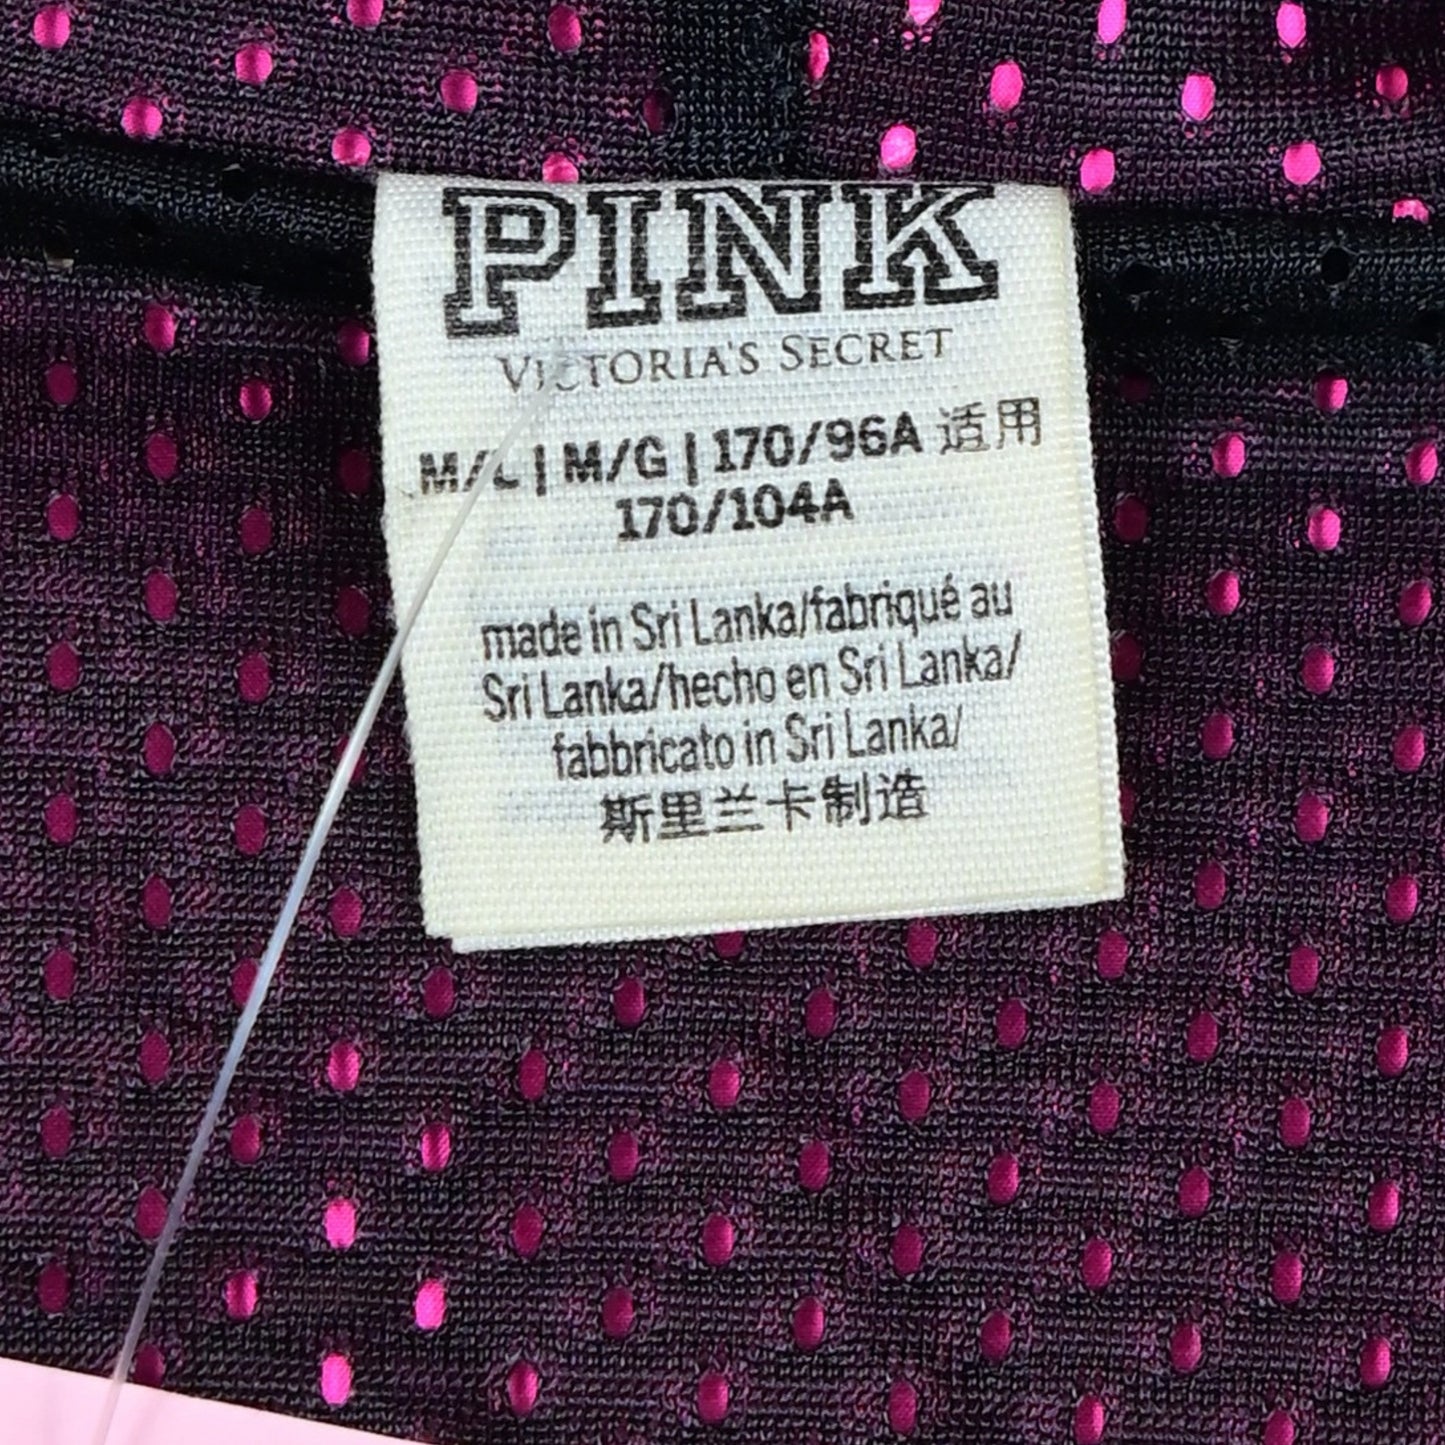 PINK
VICTORIA'S SECRET
M/L | M/G | 170/96A 适用
170/104A
made in Sri Lanka/fabriqué au
Sri Lanka/hecho en Sri Lanka/
fabbricato in Sri Lanka/
斯里兰卡制造